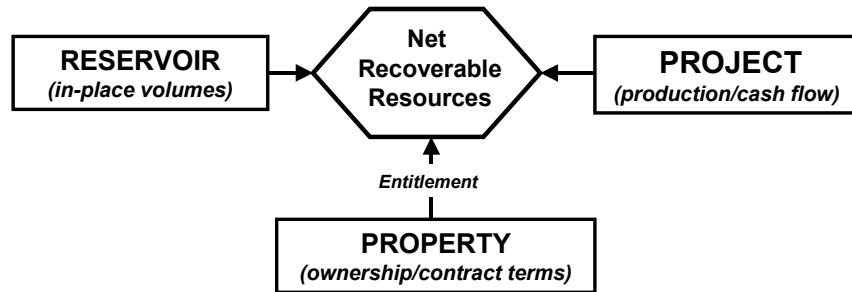 RESERVOIR
(in-place volumes)
Net
Recoverable
Resources
PROJECT
(production/cash flow)
Entitlement
PROPERTY
(ownership/contract terms)